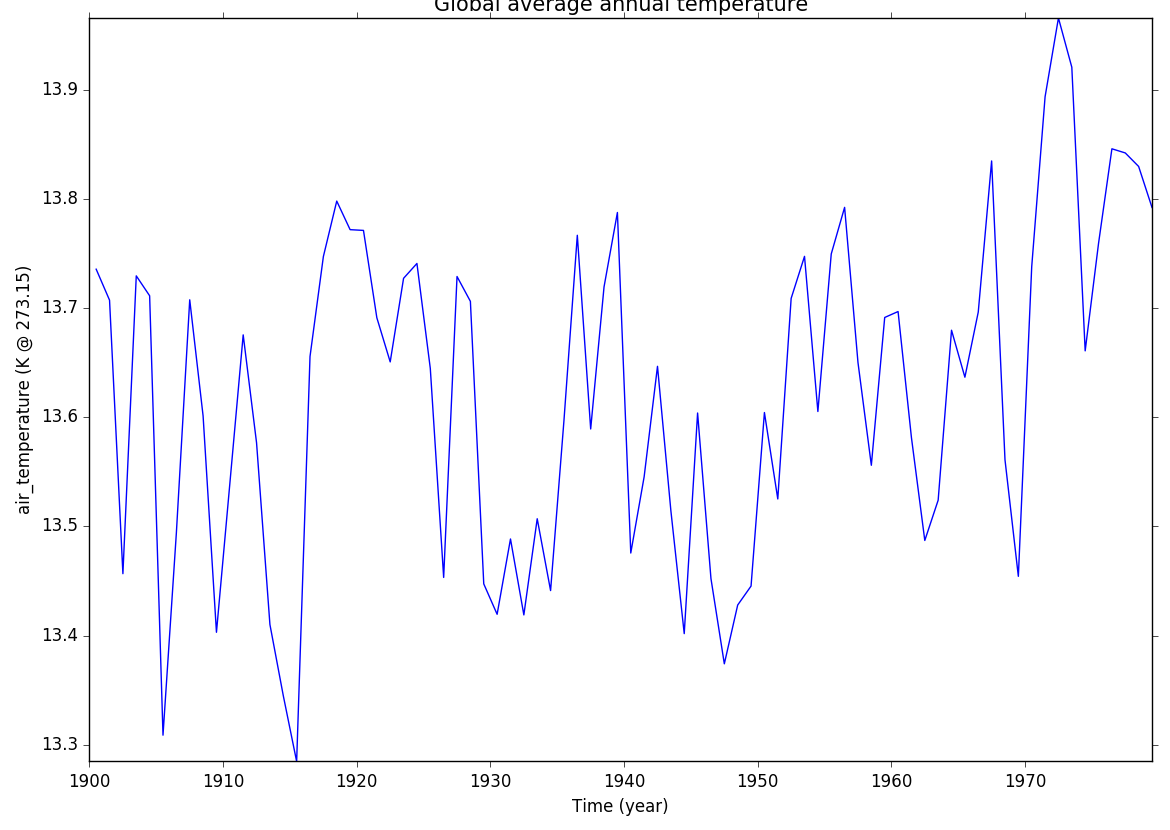 Global average annual temperature
13.9
13.8
13.7
13.6
13.5
13.4
13.3
air_temperature (K @ 273.15)
1900 1910 1920 1930 1940 1950 1960 1970
Time (year)